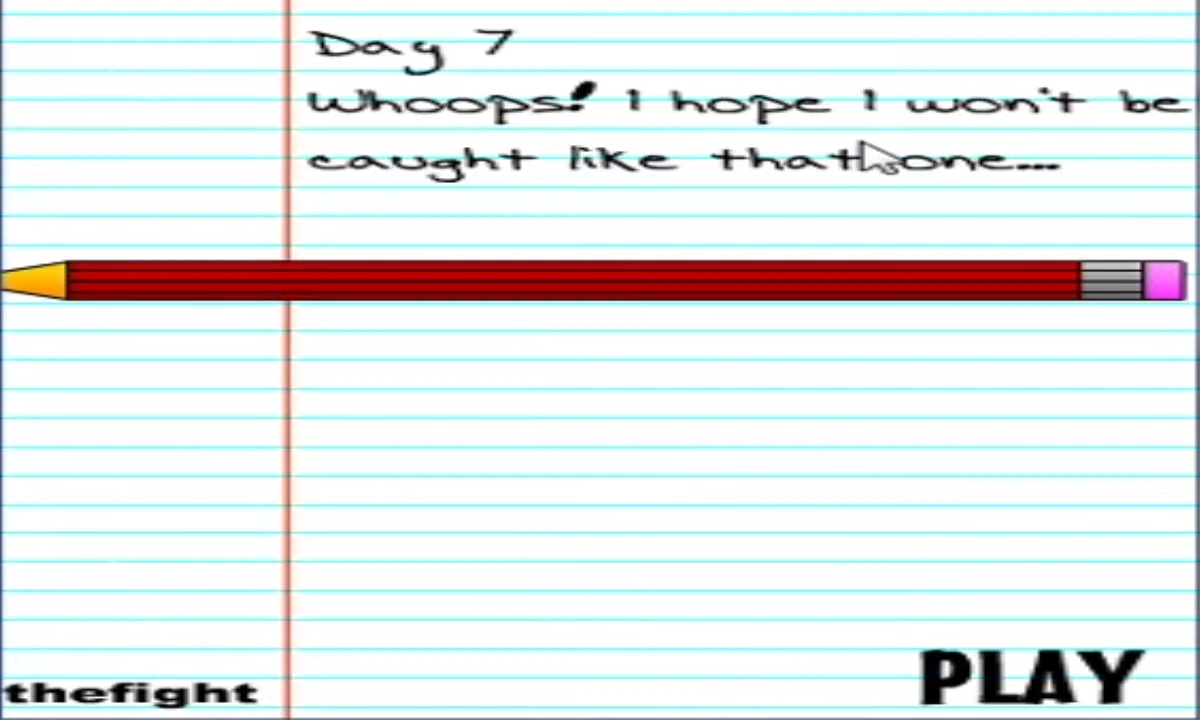 Day 7
Whoops! I hope I won't be
caught like that one...
thefight
PLAY